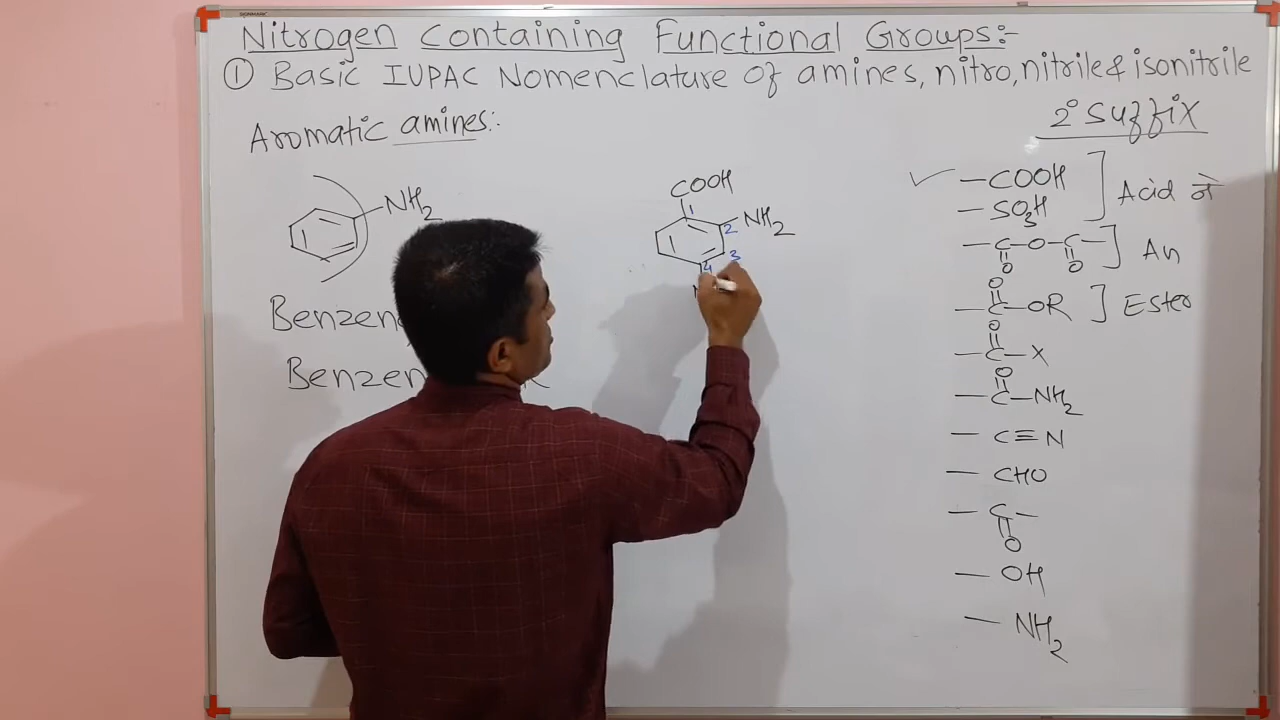 Nitrogen containing Functional Groups:-
① Basic IUPAC Nomenclature of amines, nitro, nitrile & isonitrile
Aromatic amines:
2° Suffix
NH2
Benzen
Benzen
COOH
1
NH2
2
3
4
-COOH
-SO3H
Acid
-C-O-C-
O O
An
O
-C-OR
Ester
O
-C-X
O
-C-NH2
-C≡N
-CHO
-C-
O
-OH
-NH2